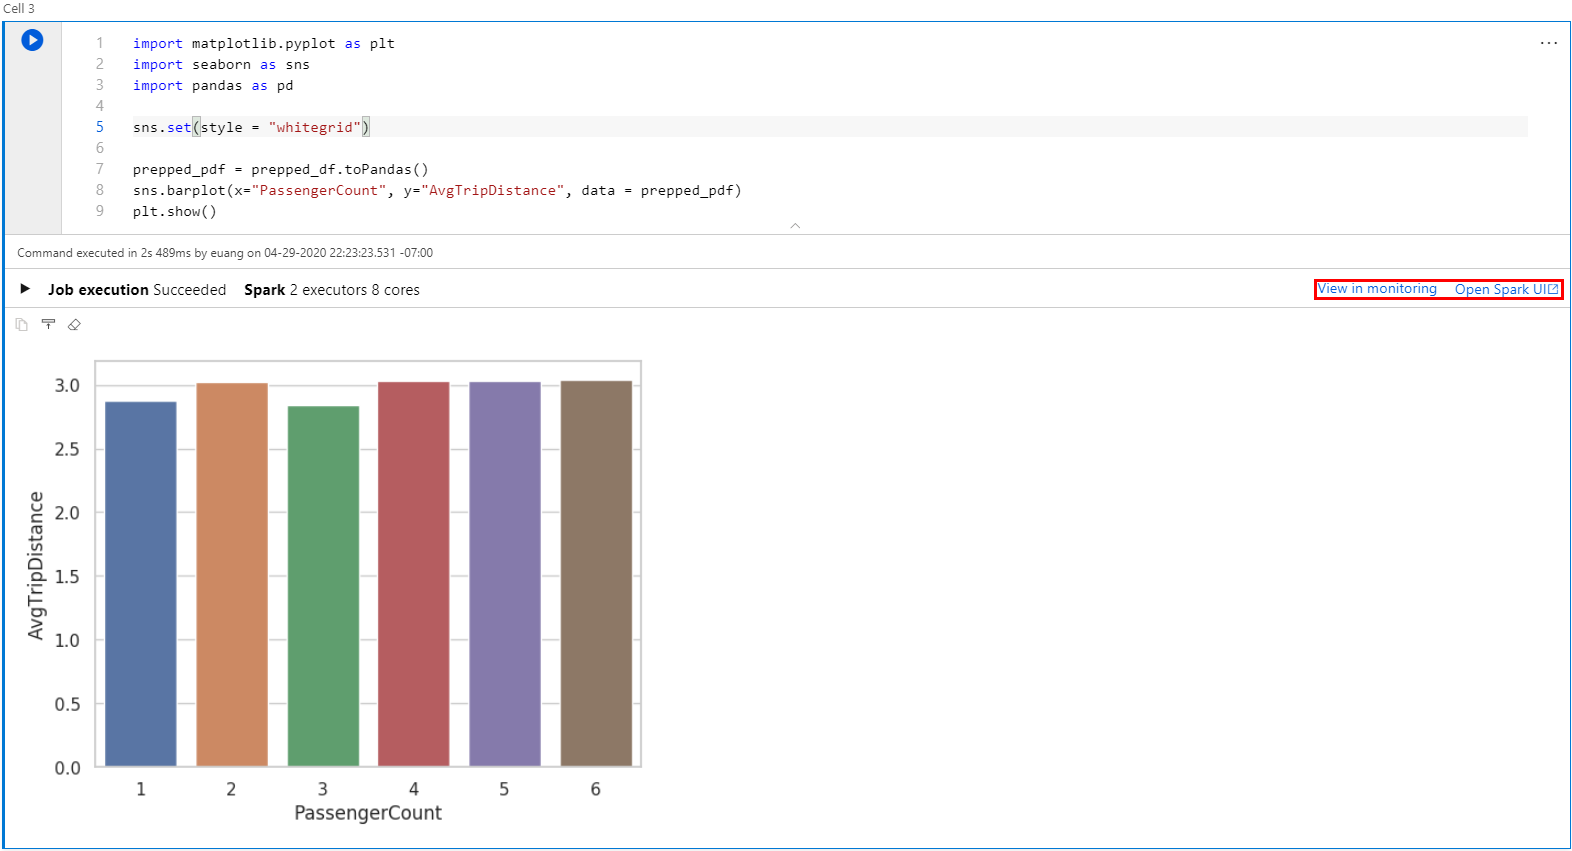 Cell 3
1 import matplotlib.pyplot as plt
2 import seaborn as sns
3 import pandas as pd
4
5 sns.set(style = "whitegrid")
6
7 prepped_pdf = prepped_df.toPandas()
8 sns.barplot(x="PassengerCount", y="AvgTripDistance", data = prepped_pdf)
9 plt.show()
Command executed in 2s 489ms by euang on 04-29-2020 22:23:23.531 -07:00
Job execution Succeeded Spark 2 executors 8 cores View in monitoring Open Spark UI
3.0
2.5
2.0
1.5
1.0
0.5
0.0
AvgTripDistance
1 2 3 4 5 6
PassengerCount